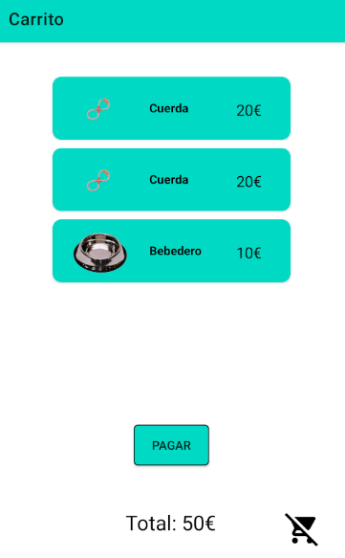 Carrito
Cuerda 20€
Cuerda 20€
Bebedero 10€
PAGAR
Total: 50€